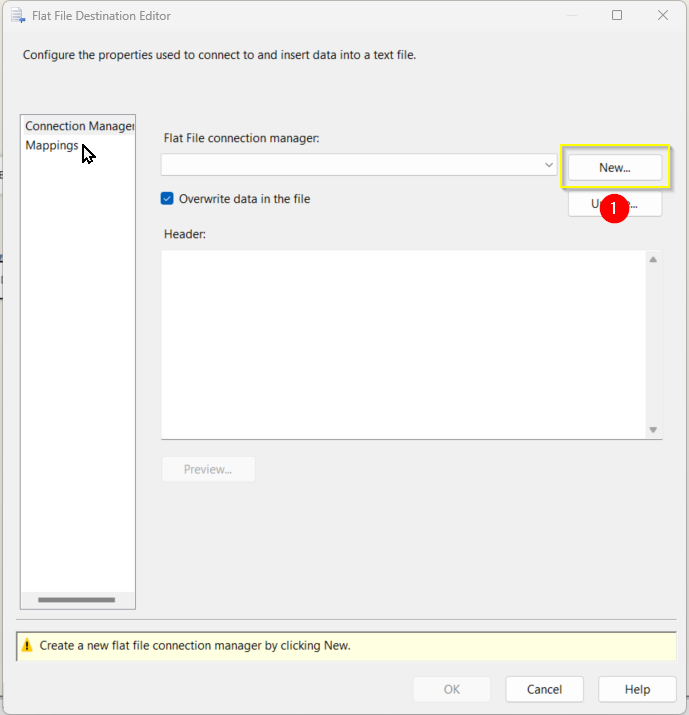 Flat File Destination Editor
Configure the properties used to connect to and insert data into a text file.
Connection Manager
Mappings
Flat File connection manager:
New...
Overwrite data in the file
1
Header:
Preview...
Create a new flat file connection manager by clicking New.
OK
Cancel
Help